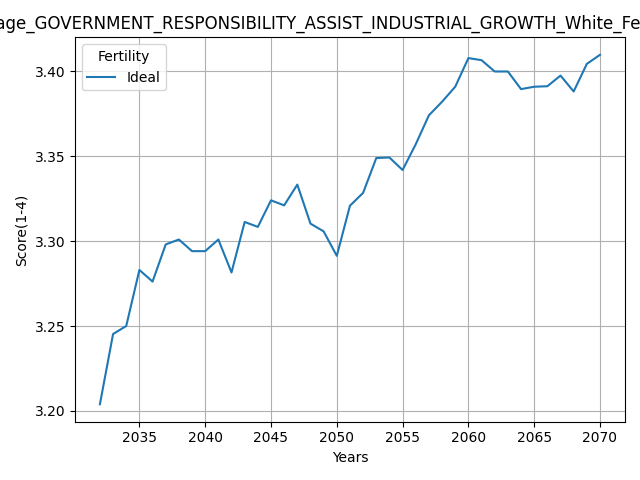 age_GOVERNMENT_RESPONSIBILITY_ASSIST_INDUSTRIAL_GROWTH_White_Fe
Fertility
Ideal
3.40
3.35
3.30
3.25
3.20
Score(1-4)
2035 2040 2045 2050 2055 2060 2065 2070
Years